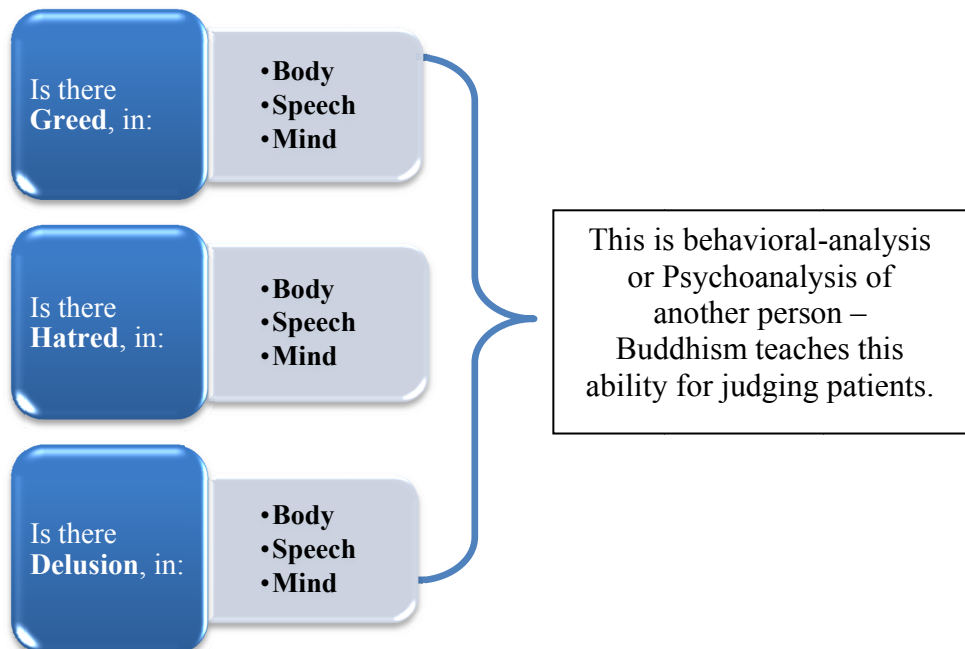 Is there
Greed, in:
•Body
•Speech
•Mind
Is there
Hatred, in:
•Body
•Speech
•Mind
Is there
Delusion, in:
•Body
•Speech
•Mind
This is behavioral-analysis
or Psychoanalysis of
another person –
Buddhism teaches this
ability for judging patients.